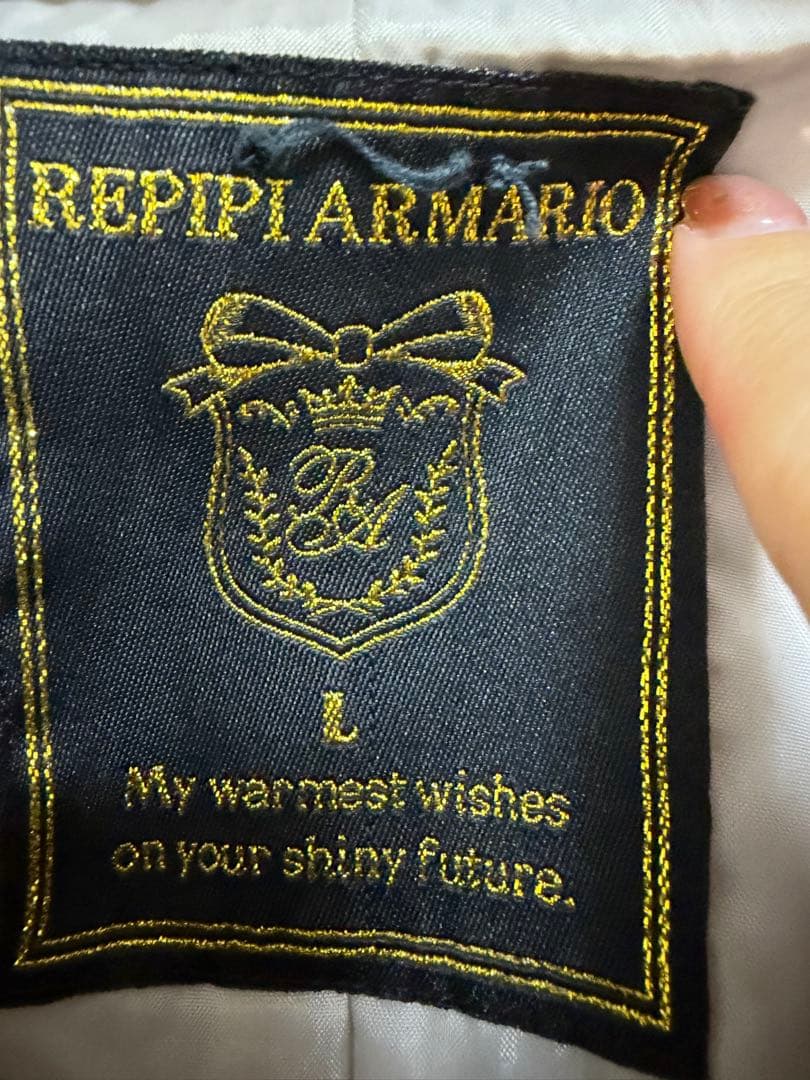 REPIPI ARMARIO
RA
L
My warmest wishes
on your shiny future.